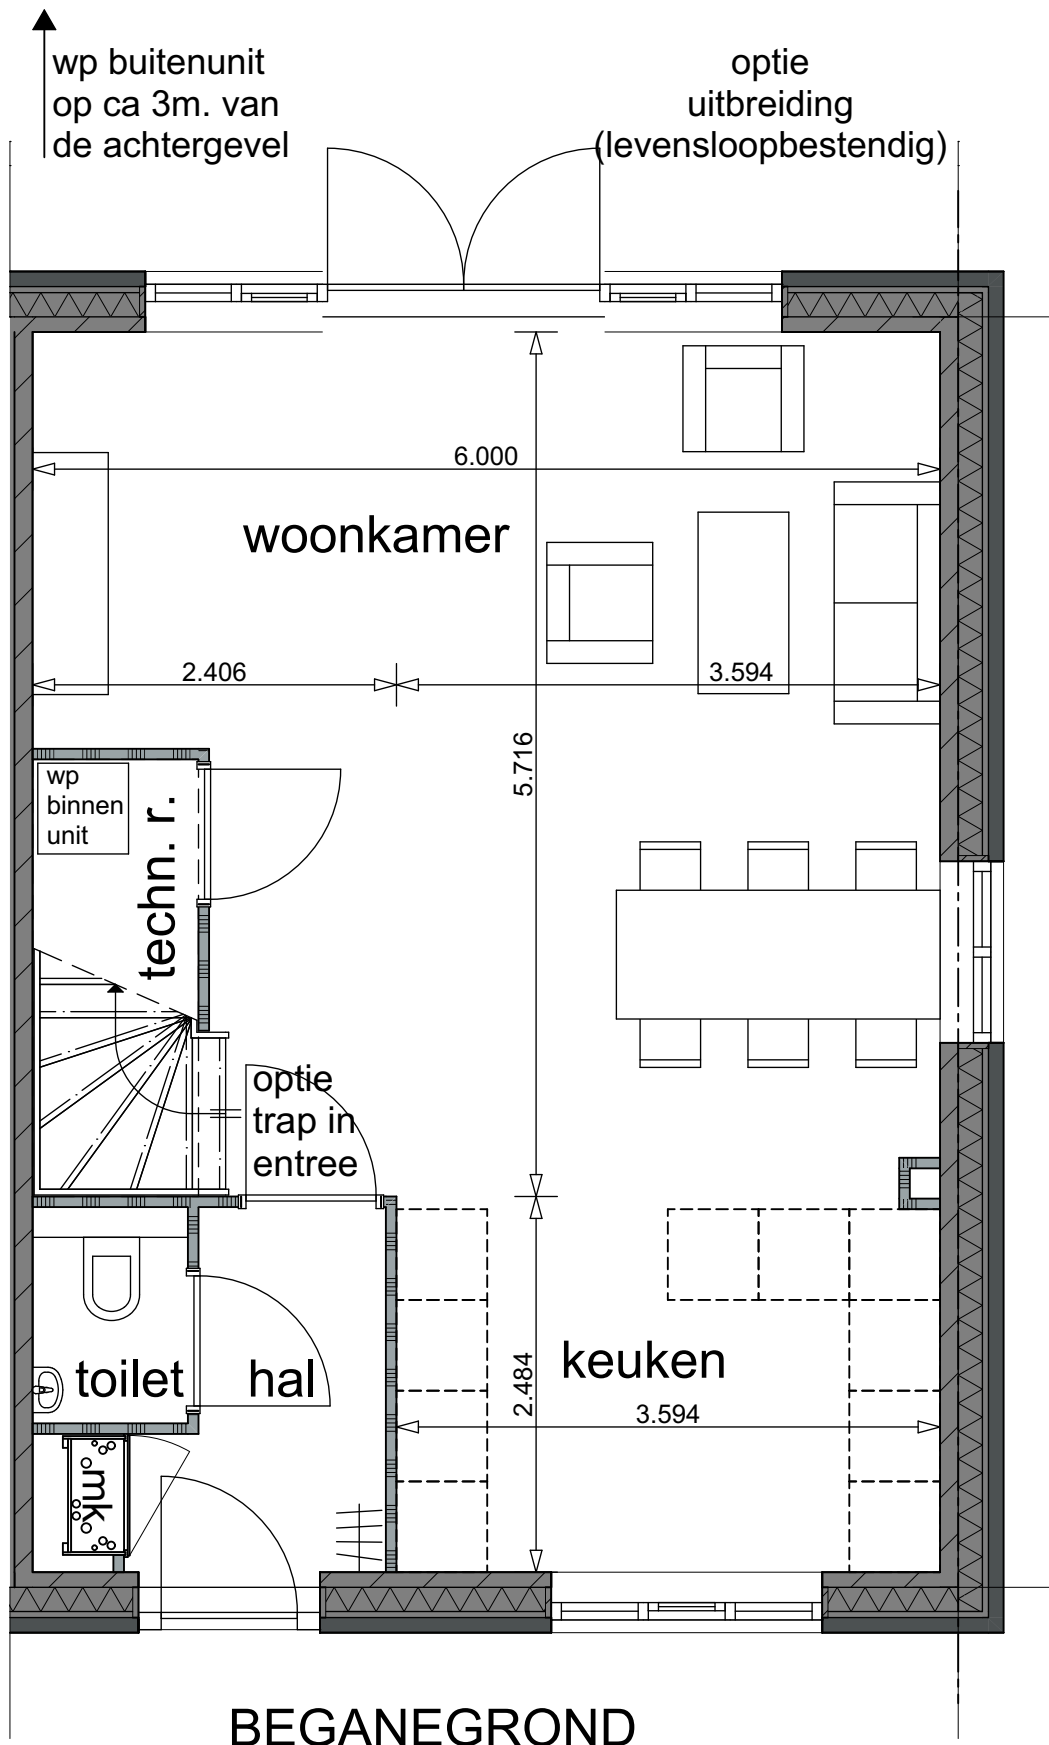 wp buitenunit
op ca 3m. van
de achtergevel
optie
uitbreiding
(levensloopbestendig)
6.000
woonkamer
2.406
3.594
5.716
wp
binnen
unit
techn. r.
optie
trap in
entree
toilet
hal
keuken
2.484
3.594
mk
BEGANEGROND